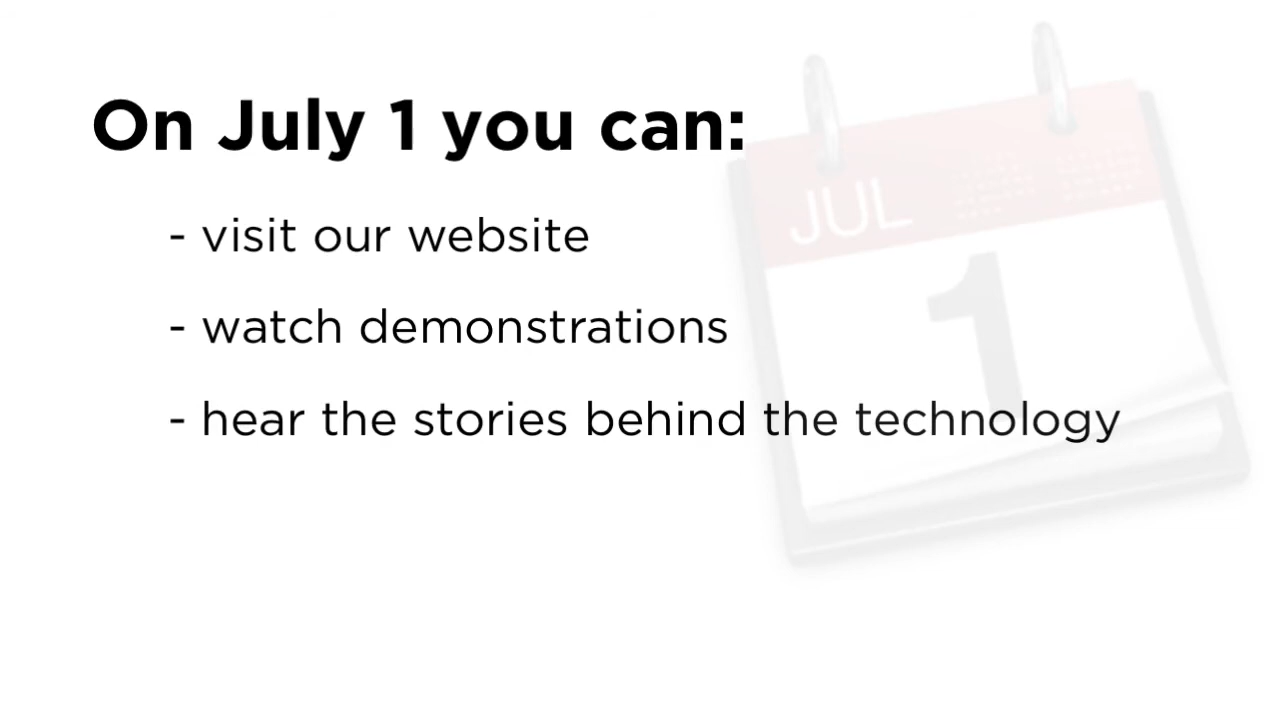 On July 1 you can:
- visit our website
- watch demonstrations
- hear the stories behind the technology
JUL
1